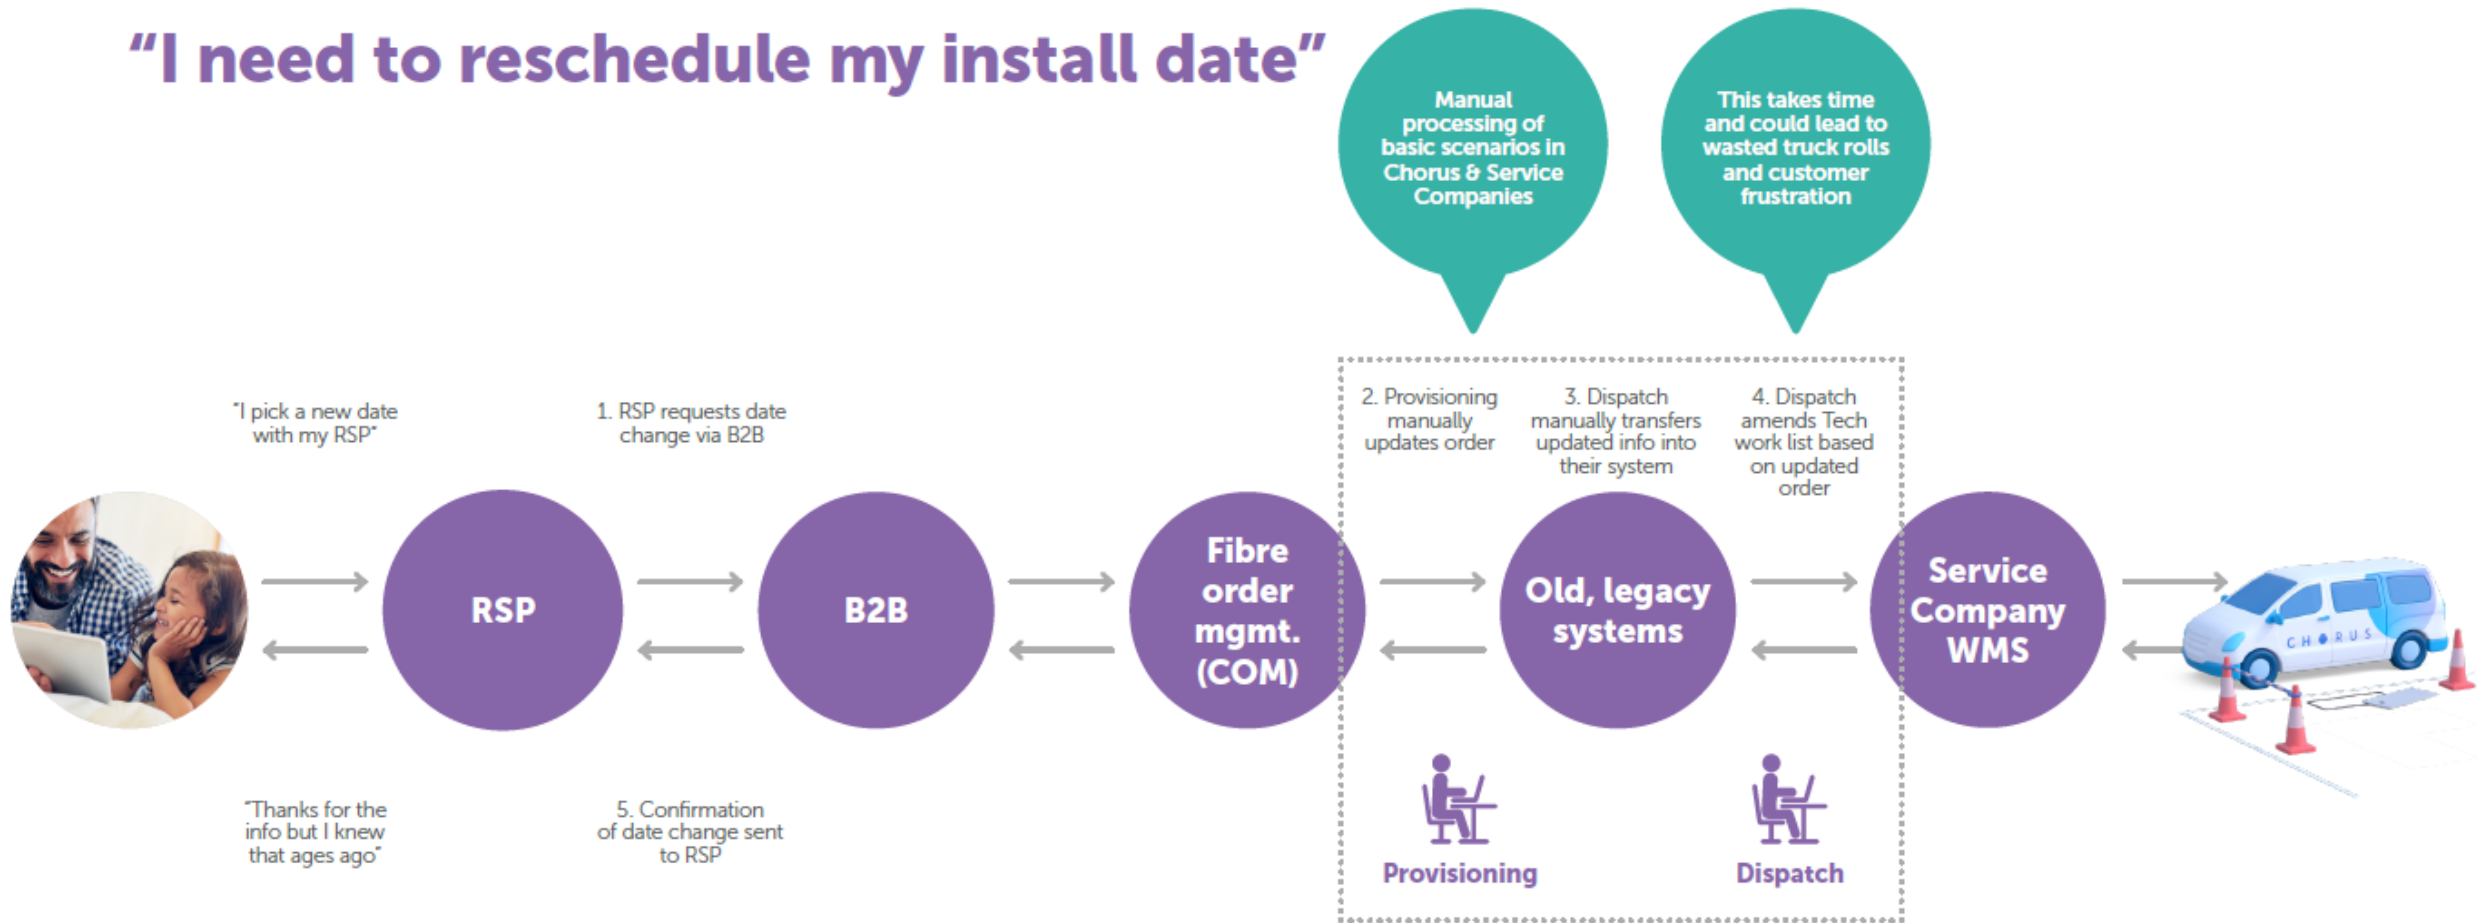 “I need to reschedule my install date”
Manual
processing of
basic scenarios in
Chorus & Service
Companies
This takes time
and could lead to
wasted truck rolls
and customer
frustration
“I pick a new date
with my RSP”
1. RSP requests date
change via B2B
2. Provisioning
manually
updates order
3. Dispatch
manually transfers
updated info into
their system
4. Dispatch
amends Tech
work list based
on updated
order
RSP
B2B
Fibre
order
mgmt.
(COM)
Old, legacy
systems
Service
Company
WMS
CHORUS
“Thanks for the
info but I knew
that ages ago”
5. Confirmation
of date change sent
to RSP
Provisioning
Dispatch